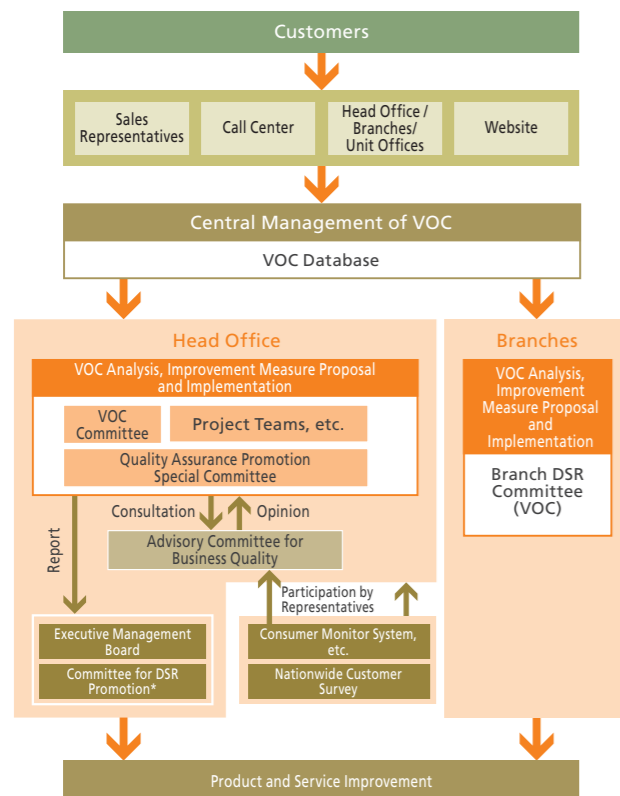 Customers
Sales
Representatives
Call Center
Head Office /
Branches/
Unit Offices
Website
Central Management of VOC
VOC Database
Head Office
VOC Analysis, Improvement Measure Proposal
and Implementation
VOC
Committee
Project Teams, etc.
Quality Assurance Promotion
Special Committee
Report
Consultation
Opinion
Advisory Committee for
Business Quality
Participation by
Representatives
Executive Management
Board
Committee for DSR
Promotion*
Consumer Monitor System,
etc.
Nationwide Customer
Survey
Branches
VOC Analysis,
Improvement
Measure Proposal
and
Implementation
Branch DSR
Committee
(VOC)
Product and Service Improvement